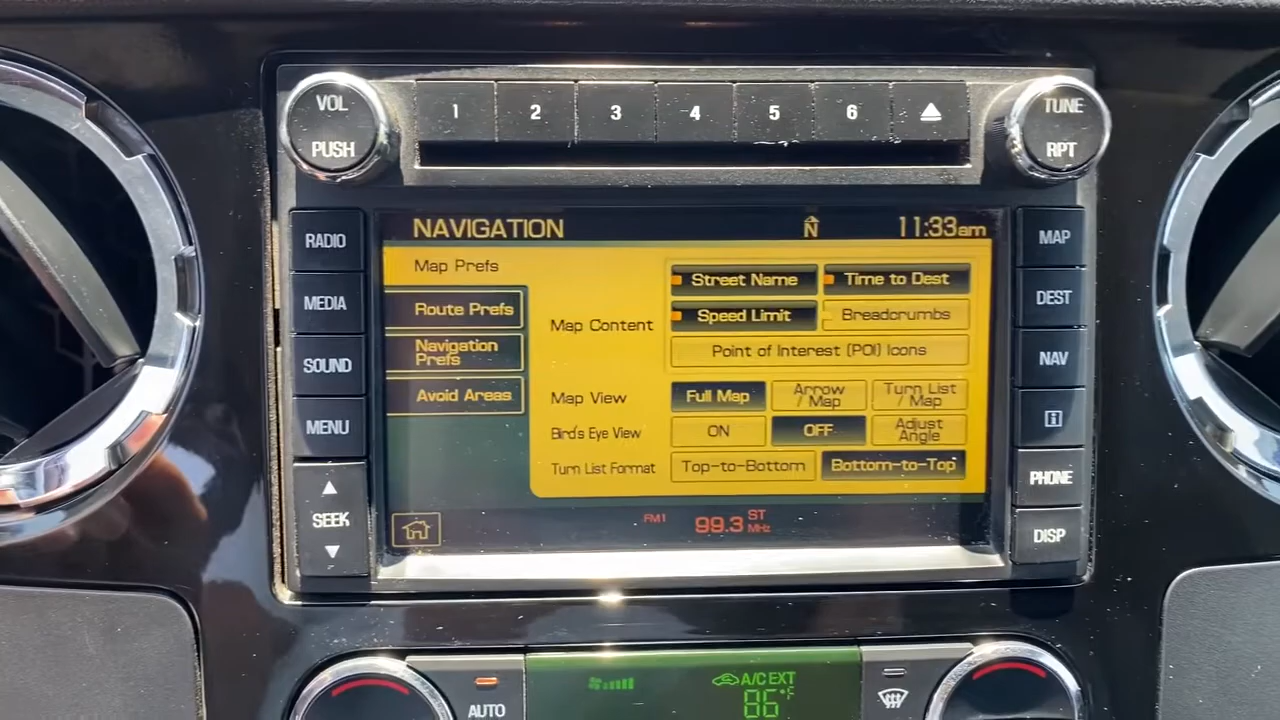 VOL
PUSH
1 2 3 4 5 6
TUNE
RPT
RADIO
MEDIA
SOUND
MENU
SEEK
NAVIGATION N 11:33am
Map Prefs
Route Prefs
Navigation
Prefs
Avoid Areas
Map Content
Street Name Time to Dest
Speed Limit Breadcrumbs
Point of Interest (POI) Icons
Map View Full Map Arrow
/ Map Turn List
/ Map
Bird's Eye View ON OFF Adjust
Angle
Turn List Format Top-to-Bottom Bottom-to-Top
FM1 99.3 ST
MHz
MAP
DEST
NAV
i
PHONE
DISP
AUTO
A/C EXT
86°F